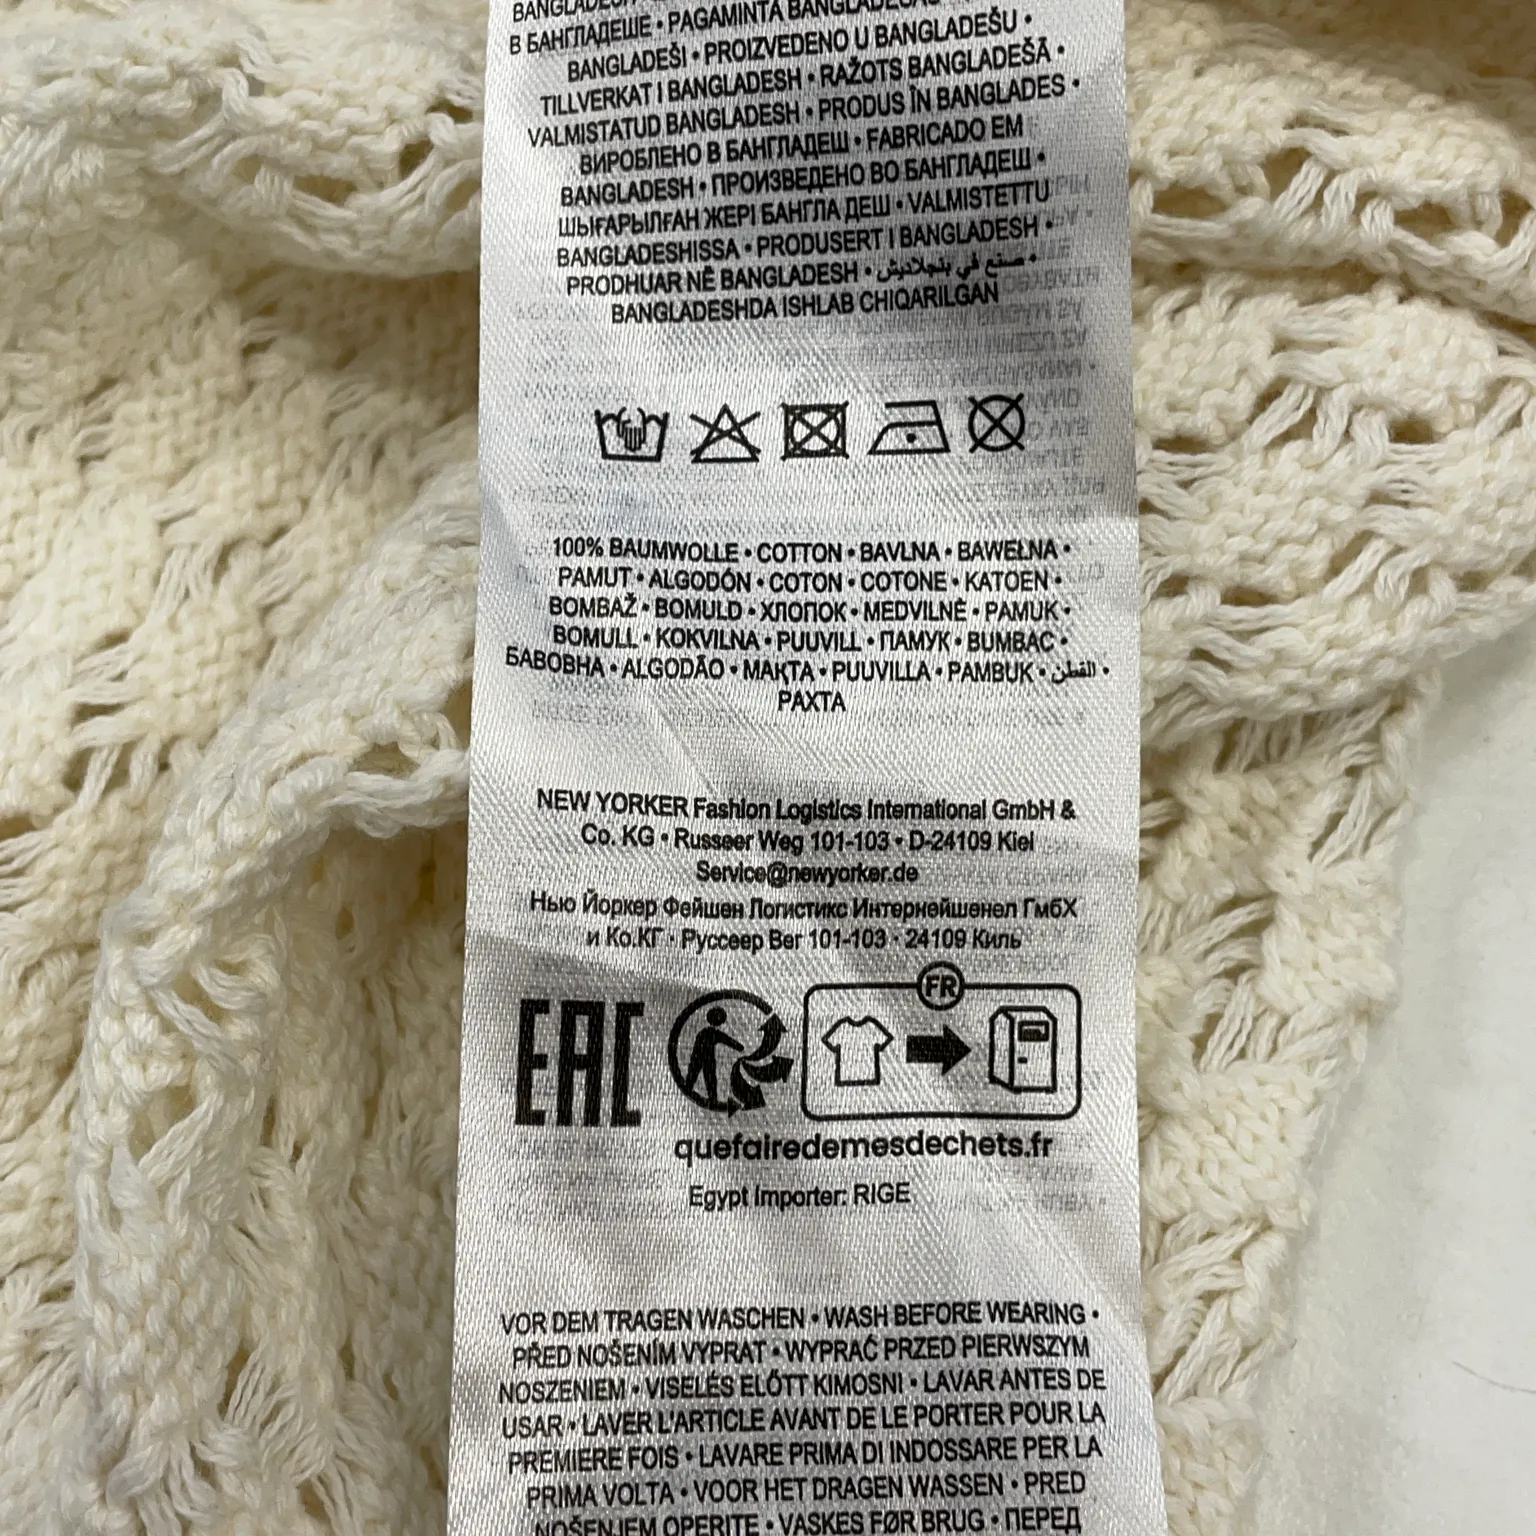 BANGLADESH
В БАНГЛАДЕШЕ • PAGAMINTA BANGLADEŠAS
BANGLADEŠI • PROIZVEDENO U BANGLADEŠU •
TILLVERKAT I BANGLADESH • RAŽOTS BANGLADEŠĀ •
VALMISTATUD BANGLADESH • PRODUS ÎN BANGLADES •
ВИРОБЛЕНО В БАНГЛАДЕШ • FABRICADO EM
BANGLADESH • ПРОИЗВЕДЕНО ВО БАНГЛАДЕШ •
ШЫҒАРЫЛҒАН ЖЕРІ БАНГЛА ДЕШ • VALMISTETTU
BANGLADESHISSA • PRODUSERT I BANGLADESH •
PRODHUAR NË BANGLADESH • صنع في بنجلاديش •
BANGLADESHDA ISHLAB CHIQARILGAN
100% BAUMWOLLE • COTTON • BAVLNA • BAWEŁNA •
PAMUT • ALGODÓN • COTON • COTONE • KATOEN •
BOMBAŽ • BOMULD • ХЛОПОК • MEDVILNĖ • PAMUK •
BOMULL • KOKVILNA • PUUVILL • ПАМУК • BUMBAC •
БАВОВНА • ALGODÃO • МАҚТА • PUUVILLA • PAMBUK • القطن •
PAXTA
NEW YORKER Fashion Logistics International GmbH &
Co. KG • Russeer Weg 101-103 • D-24109 Kiel
Service@newyorker.de
Нью Йоркер Фейшен Логистикс Интернейшенел ГмбХ
и Ко.КГ · Руссеер Вег 101-103 · 24109 Киль
EAC
FR
quefairedemesdechets.fr
Egypt Importer: RIGE
VOR DEM TRAGEN WASCHEN • WASH BEFORE WEARING •
PŘED NOŠENÍM VYPRAT • WYPRAĆ PRZED PIERWSZYM
NOSZENIEM • VISELÉS ELŐTT KIMOSNI • LAVAR ANTES DE
USAR • LAVER L'ARTICLE AVANT DE LE PORTER POUR LA
PREMIERE FOIS • LAVARE PRIMA DI INDOSSARE PER LA
PRIMA VOLTA • VOOR HET DRAGEN WASSEN • PRED
NOŠENJEM OPERITE • VASKES FØR BRUG • ПЕРЕД